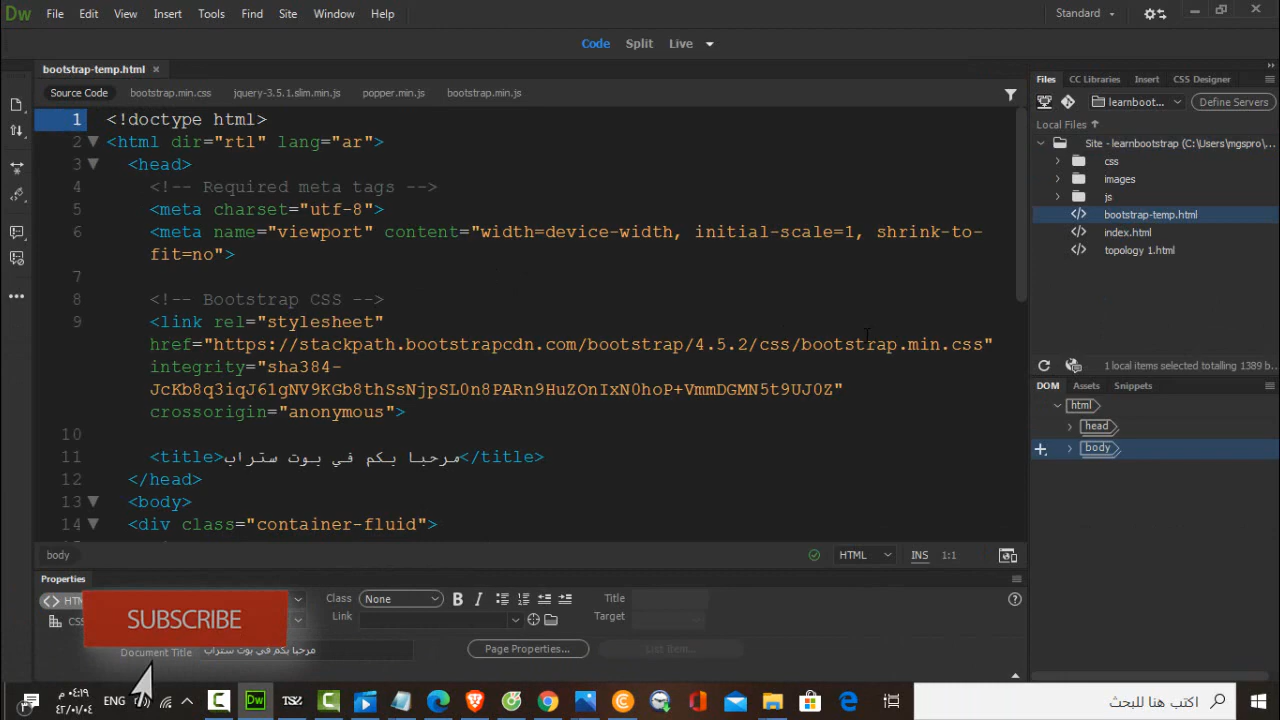 Dw File Edit View Insert Tools Find Site Window Help Standard
Code Split Live
bootstrap-temp.html
Source Code bootstrap.min.css jquery-3.5.1.slim.min.js popper.min.js bootstrap.min.js
1 <!doctype html>
2 <html dir="rtl" lang="ar">
3 <head>
4 <!-- Required meta tags -->
5 <meta charset="utf-8">
6 <meta name="viewport" content="width=device-width, initial-scale=1, shrink-to-
fit=no">
7
8 <!-- Bootstrap CSS -->
9 <link rel="stylesheet"
href="https://stackpath.bootstrapcdn.com/bootstrap/4.5.2/css/bootstrap.min.css"
integrity="sha384-
JcKb8q3iqJ61gNV9KGb8thSsNjpSL0n8PARn9HuZOnIxN0hoP+VmmDGMN5t9UJ0Z"
crossorigin="anonymous">
10
11 <title>مرحبا بكم في بوت ستراب</title>
12 </head>
13 <body>
14 <div class="container-fluid">
body HTML INS 1:1
Files CC Libraries Insert CSS Designer
learnboot... Define Servers
Local Files
Site - learnbootstrap (C:\Users\mgspro\...
css
images
js
bootstrap-temp.html
index.html
topology 1.html
1 local items selected totalling 1389 b...
DOM Assets Snippets
html
head
body
Properties
Class None B I Title
CSS Link Target
SUBSCRIBE
Document Title مرحبا بكم في بوت ستراب Page Properties... List Item...
ENG
اكتب هنا للبحث